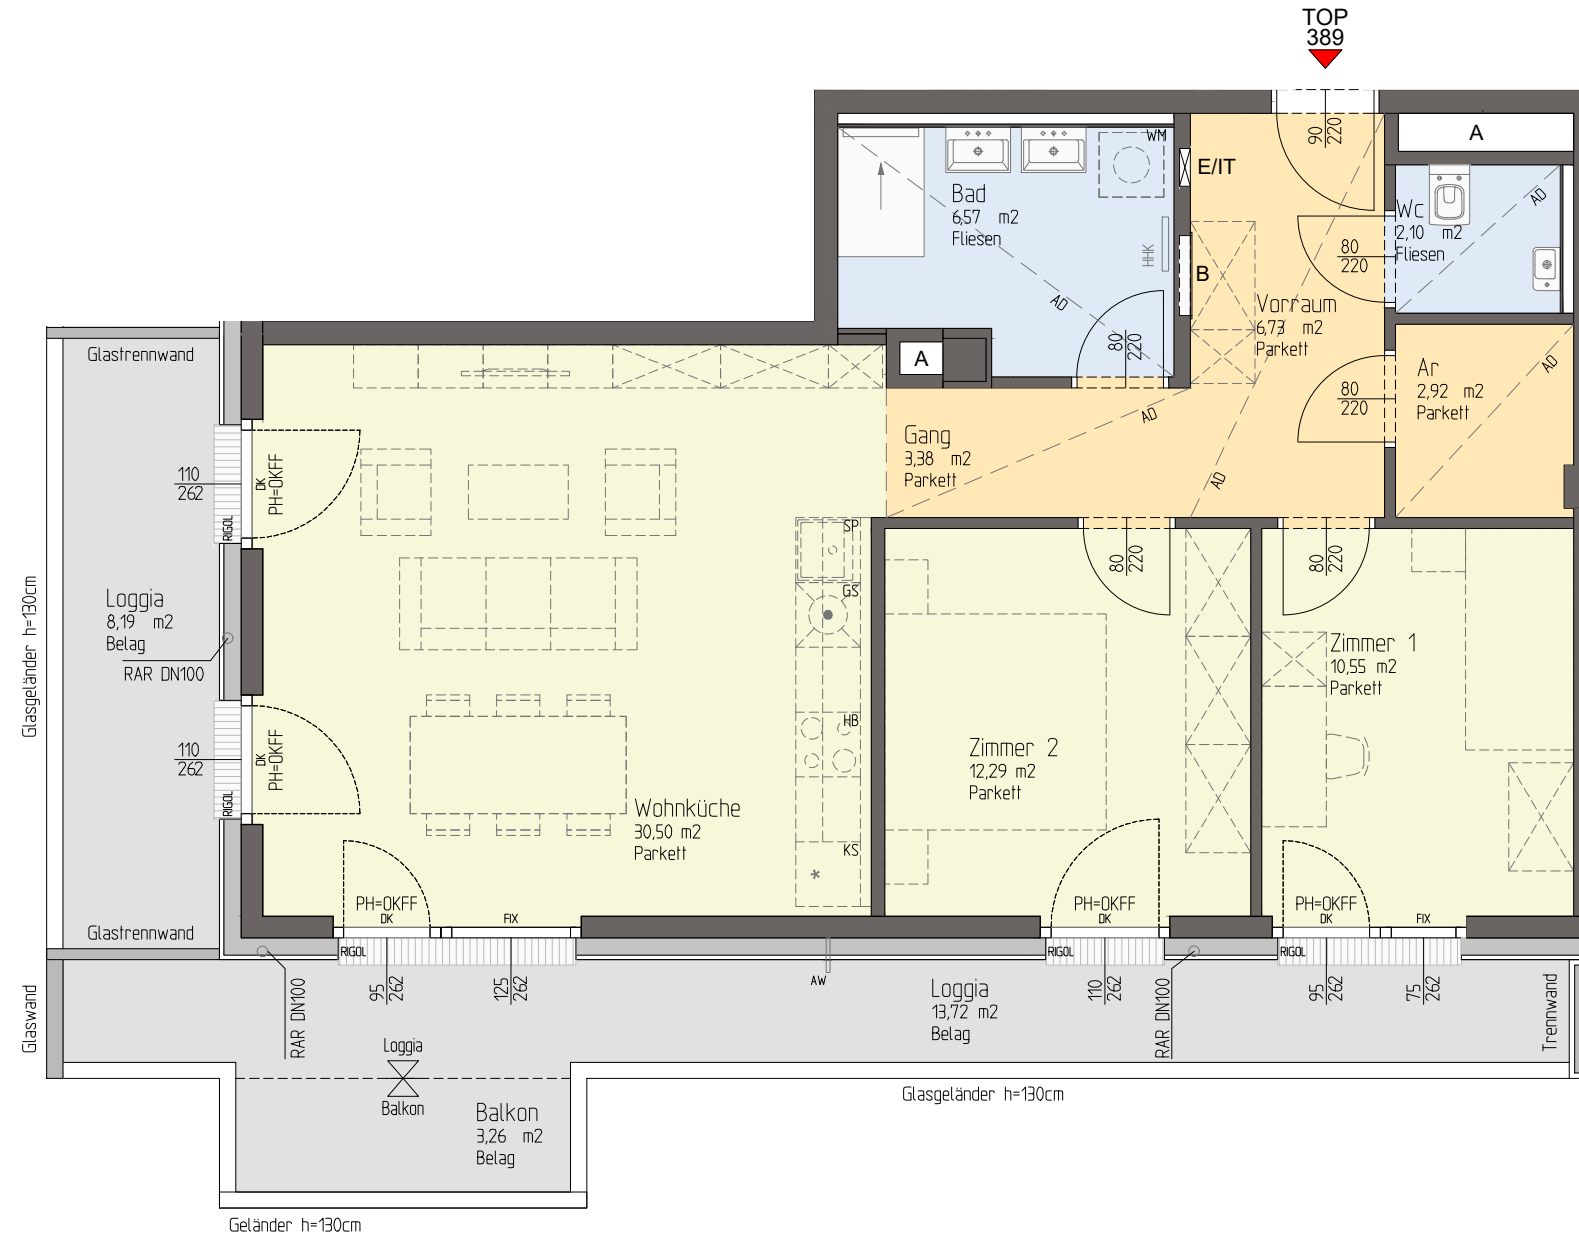 TOP
389
90
220
A
WM
E/IT
Bad
6,57 m2
Fliesen
AD
HHK
B
80
220
Wc
2,10 m2
Fliesen
AD
80
220
Vorraum
6,73 m2
Parkett
A
Ar
2,92 m2
Parkett
AD
80
220
Gang
3,38 m2
Parkett
AD
AD
Glastrennwand
110
262
DK
PH=OKFF
RIGOL
SP
GS
HB
KS
*
80
220
80
220
Glasgeländer h=130cm
Loggia
8,19 m2
Belag
RAR DN100
110
262
DK
PH=OKFF
RIGOL
Zimmer 1
10,55 m2
Parkett
Zimmer 2
12,29 m2
Parkett
Wohnküche
30,50 m2
Parkett
Glastrennwand
PH=OKFF
DK
FIX
PH=OKFF
DK
PH=OKFF
DK
FIX
RIGOL
RIGOL
RIGOL
AW
Glaswand
RAR DN100
95
262
125
262
Loggia
13,72 m2
Belag
110
262
RAR DN100
95
262
75
262
Trennwand
Loggia
Balkon
Balkon
3,26 m2
Belag
Glasgeländer h=130cm
Geländer h=130cm